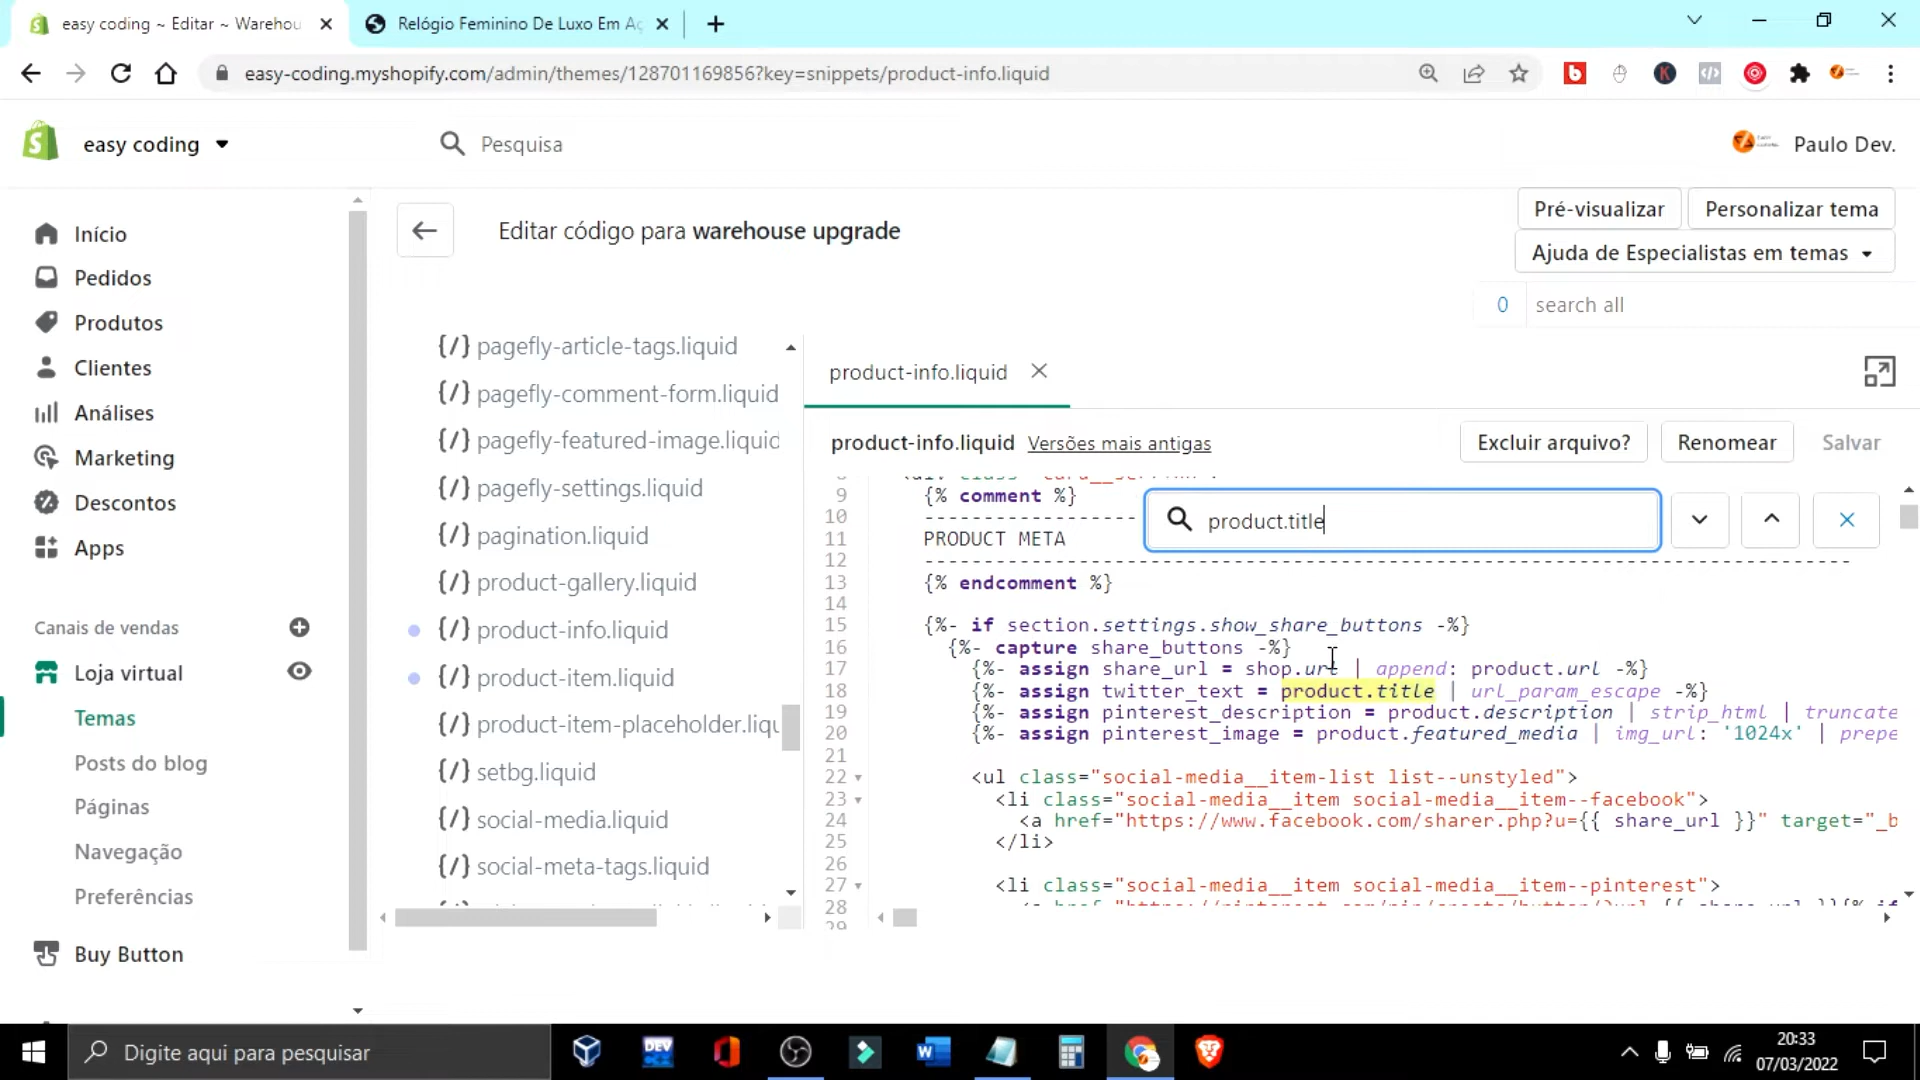 easy coding ~ Editar ~ Warehou
Relógio Feminino De Luxo Em Aç
easy-coding.myshopify.com/admin/themes/128701169856?key=snippets/product-info.liquid
easy coding
Pesquisa
Paulo Dev.
Editar código para warehouse upgrade
Pré-visualizar
Personalizar tema
Ajuda de Especialistas em temas
0
search all
Início
Pedidos
Produtos
Clientes
Análises
Marketing
Descontos
Apps
Canais de vendas
Loja virtual
Temas
Posts do blog
Páginas
Navegação
Preferências
Buy Button
{/} pagefly-article-tags.liquid
{/} pagefly-comment-form.liquid
{/} pagefly-featured-image.liquid
{/} pagefly-settings.liquid
{/} pagination.liquid
{/} product-gallery.liquid
{/} product-info.liquid
{/} product-item.liquid
{/} product-item-placeholder.liqu
{/} setbg.liquid
{/} social-media.liquid
{/} social-meta-tags.liquid
product-info.liquid
product-info.liquid Versões mais antigas
Excluir arquivo?
Renomear
Salvar
product.title
9 {% comment %}
10 ------------------
11 PRODUCT META
12 ------------------------------------------------------------------------------
13 {% endcomment %}
14
15 {%- if section.settings.show_share_buttons -%}
16 {%- capture share_buttons -%}
17 {%- assign share_url = shop.url | append: product.url -%}
18 {%- assign twitter_text = product.title | url_param_escape -%}
19 {%- assign pinterest_description = product.description | strip_html | truncate
20 {%- assign pinterest_image = product.featured_media | img_url: '1024x' | prepe
21
22 <ul class="social-media__item-list list--unstyled">
23 <li class="social-media__item social-media__item--facebook">
24 <a href="https://www.facebook.com/sharer.php?u={{ share_url }}" target="_b
25 </li>
26
27 <li class="social-media__item social-media__item--pinterest">
28
29
Digite aqui para pesquisar
DEV
20:33
07/03/2022